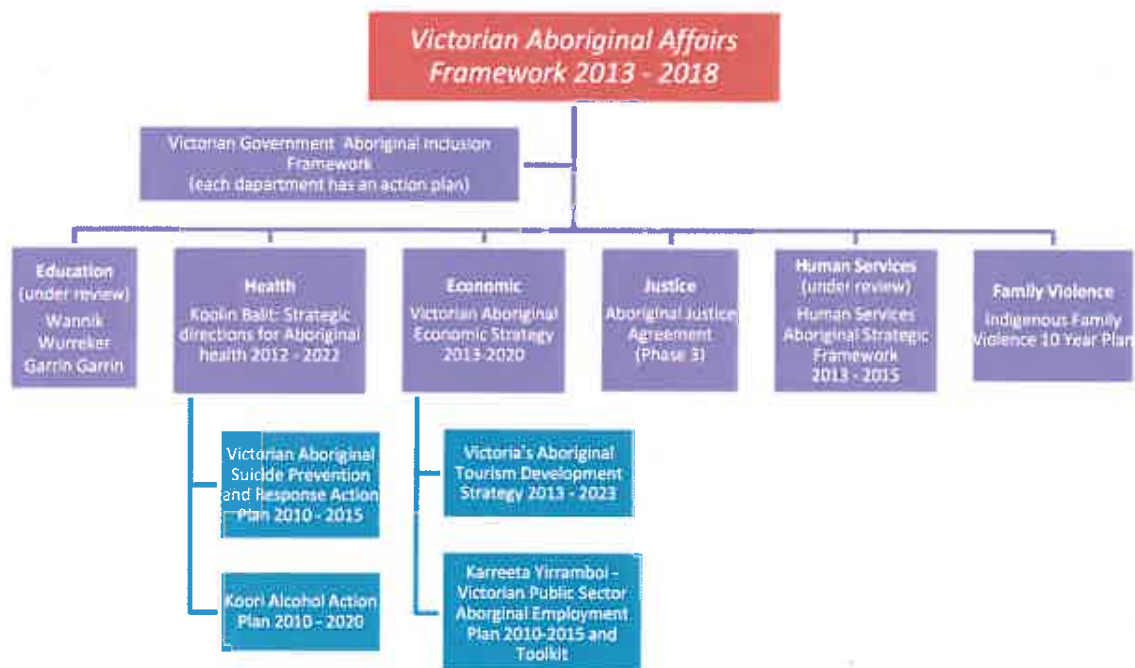 Victorian Aboriginal Affairs
Framework 2013 - 2018
Victorian Government Aboriginal Inclusion
Framework
(each dapartment has an action plan)
Education
(under review)
Wannik
Wurreker
Garrin Garrin
Health
Koolin Balit: Strategic
directions for Aboriginal
health 2012 - 2022
Economic
Victorian Aboriginal
Economic Strategy
2013-2020
Justice
Aboriginal Justice
Agreement
(Phase 3)
Human Services
(under review)
Human Services
Aboriginal Strategic
Framework
2013 - 2015
Family Violence
Indigenous Family
Violence 10 Year Plan
Victorian Aboriginal
Suicide Prevention
and Response Action
Plan 2010 - 2015
Koori Alcohol Action
Plan 2010 - 2020
Victoria's Aboriginal
Tourism Development
Strategy 2013 - 2023
Karreeta Yirramboi -
Victorian Public Sector
Aboriginal Employment
Plan 2010-2015 and
Toolkit